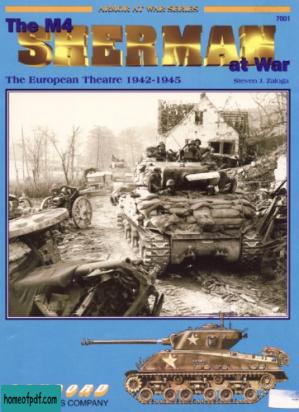 ARMOR AT WAR SERIES
7001
The M4
SHERMAN
at War
The European Theatre 1942-1945
Steven J. Zaloga
homeofpdf.com
COMPANY